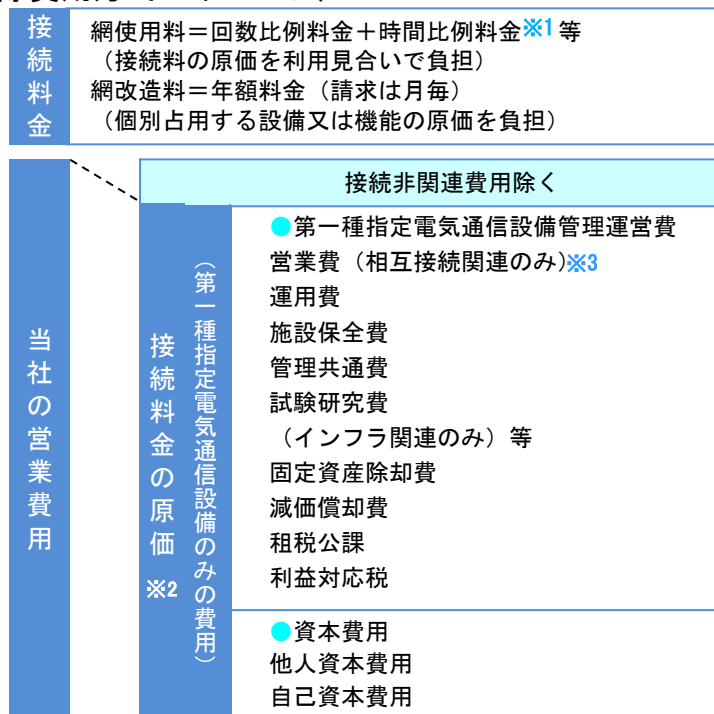 接続料金
網使用料＝回数比例料金＋時間比例料金※1 等
（接続料の原価を利用見合いで負担）
網改造料＝年額料金（請求は月毎）
（個別占用する設備又は機能の原価を負担）
当社の営業費用
接続非関連費用除く
接続料金の原価 ※2
（第一種指定電気通信設備のみの費用）
●第一種指定電気通信設備管理運営費
営業費（相互接続関連のみ）※3
運用費
施設保全費
管理共通費
試験研究費
（インフラ関連のみ）等
固定資産除却費
減価償却費
租税公課
利益対応税
●資本費用
他人資本費用
自己資本費用